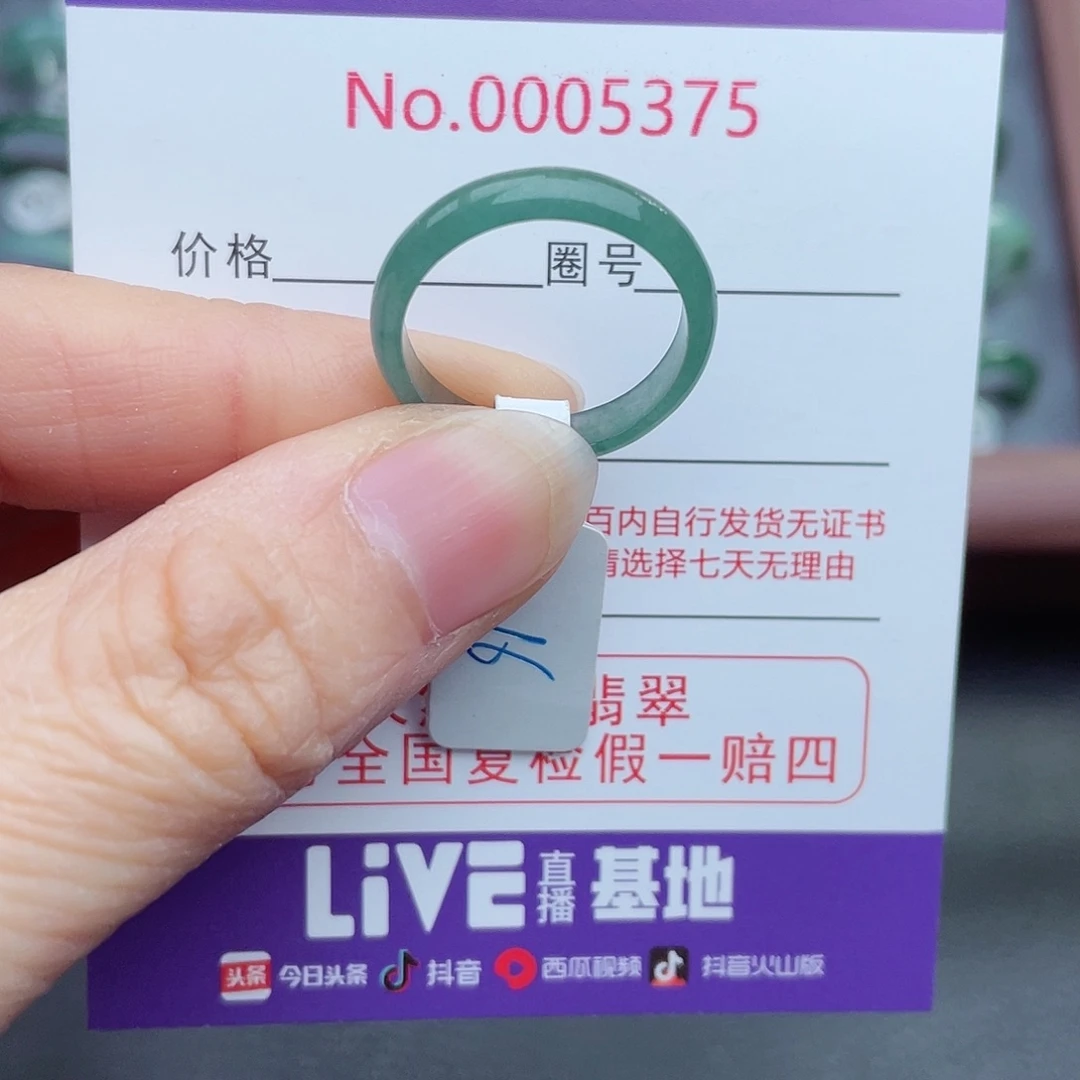 No.0005375
价格 圈号
百内自行发货无证书
请选择七天无理由
翡翠
全国复检假一赔四
LiVE 直播 基地
头条 今日头条 抖音 西瓜视频 抖音火山版